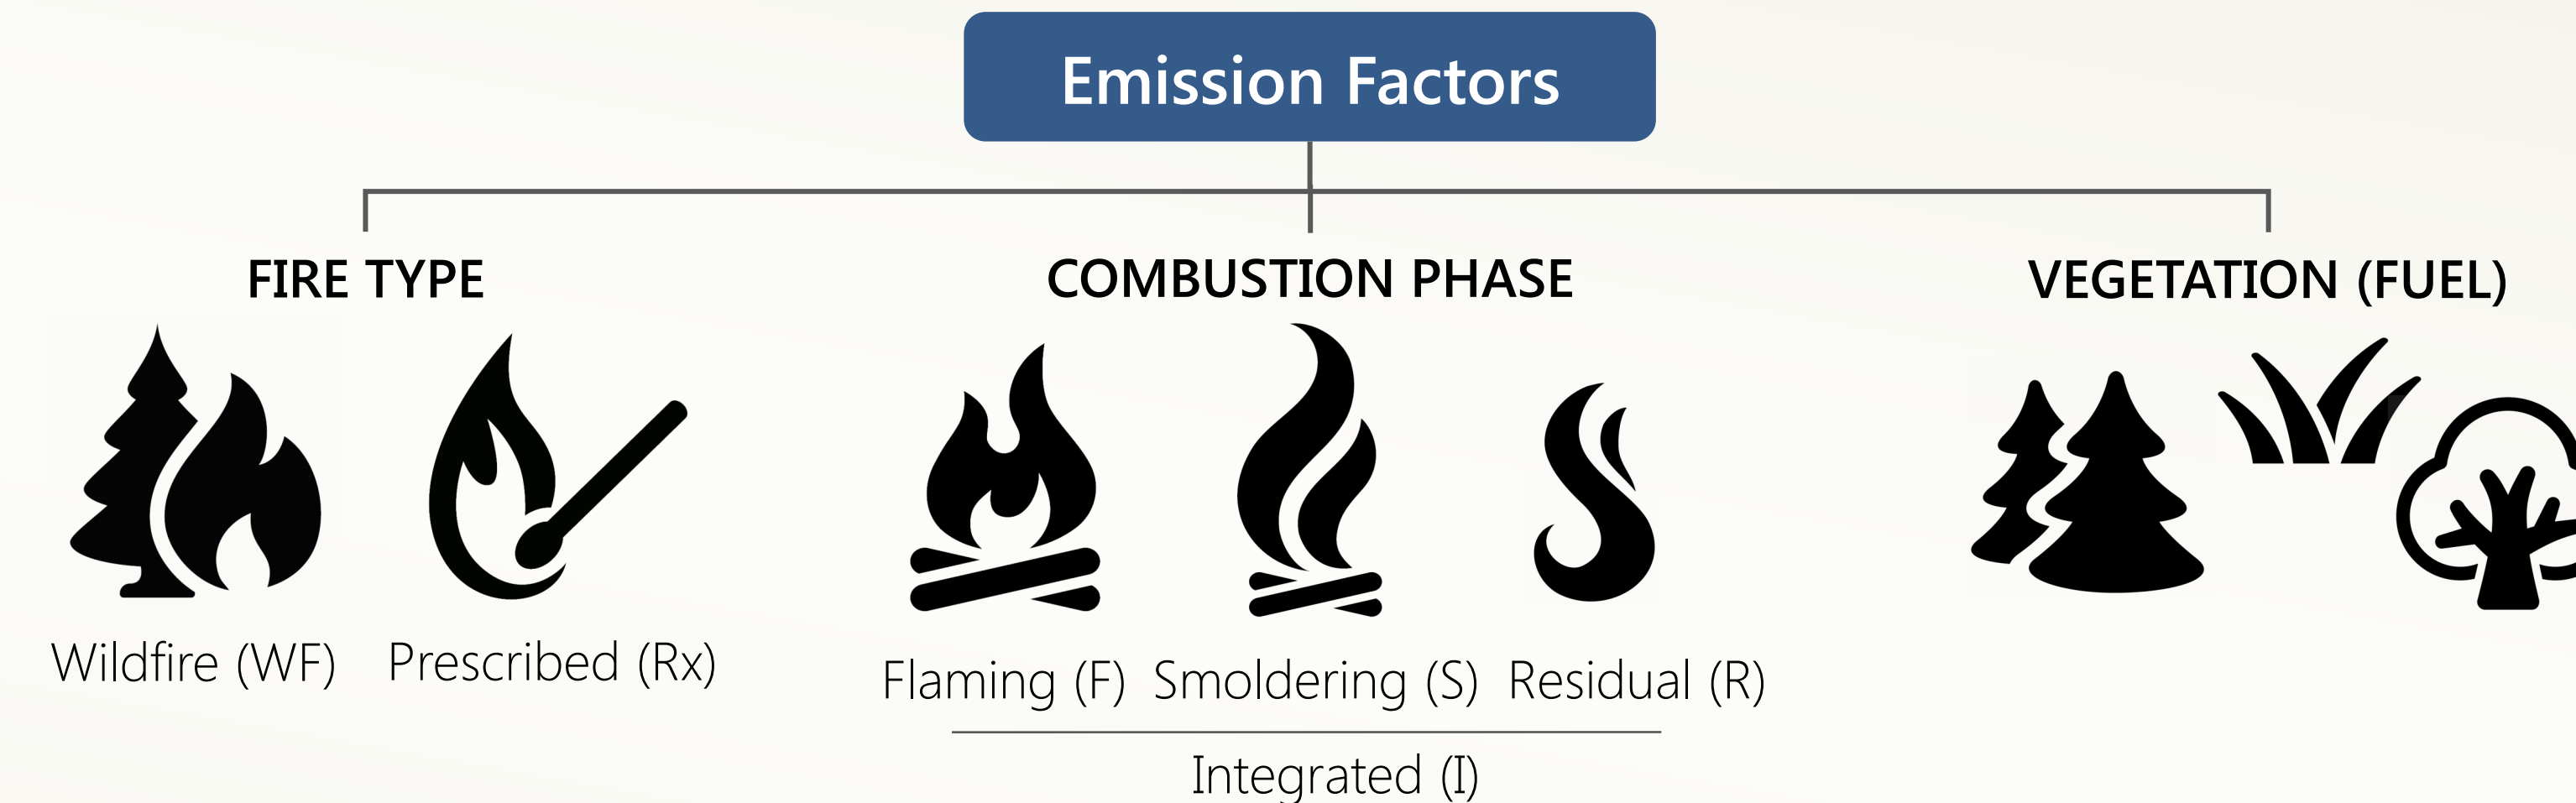 Emission Factors
FIRE TYPE
COMBUSTION PHASE
VEGETATION (FUEL)
Wildfire (WF)
Prescribed (Rx)
Flaming (F)
Smoldering (S)
Residual (R)
Integrated (I)